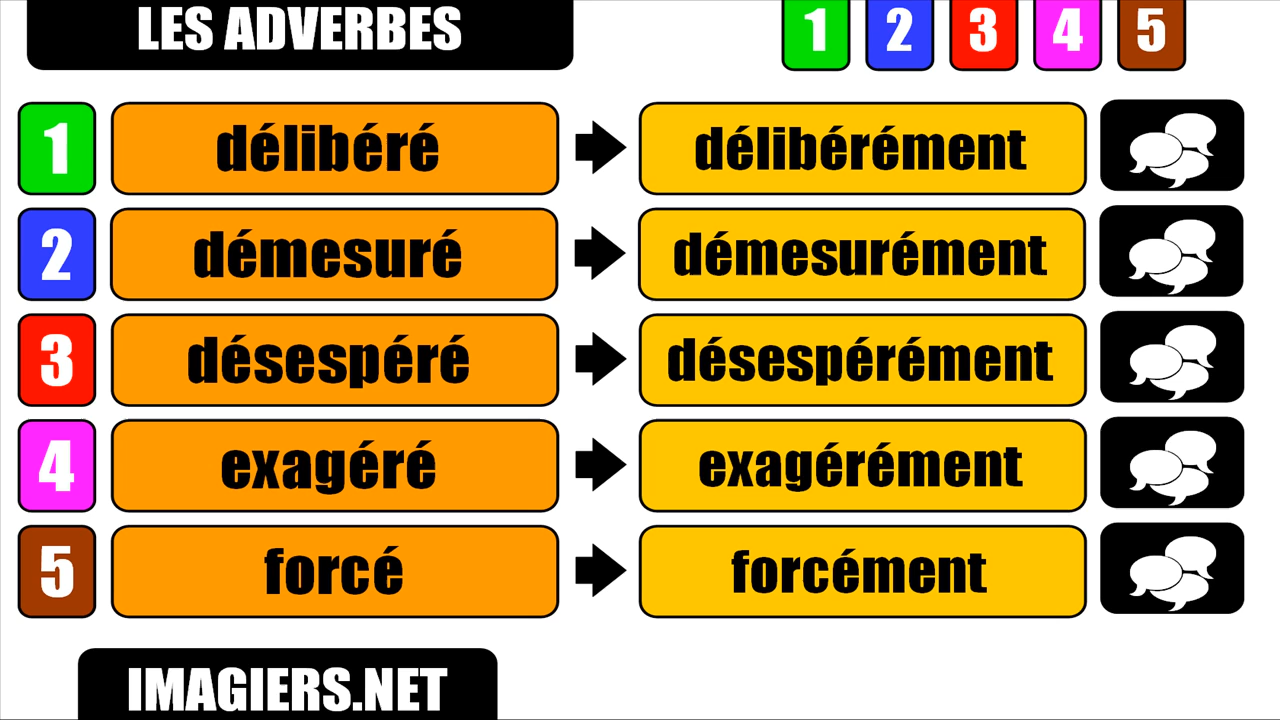 LES ADVERBES
1 2 3 4 5
1 délibéré délibérément
2 démesuré démesurément
3 désespéré désespérément
4 exagéré exagérément
5 forcé forcément
IMAGIERS.NET